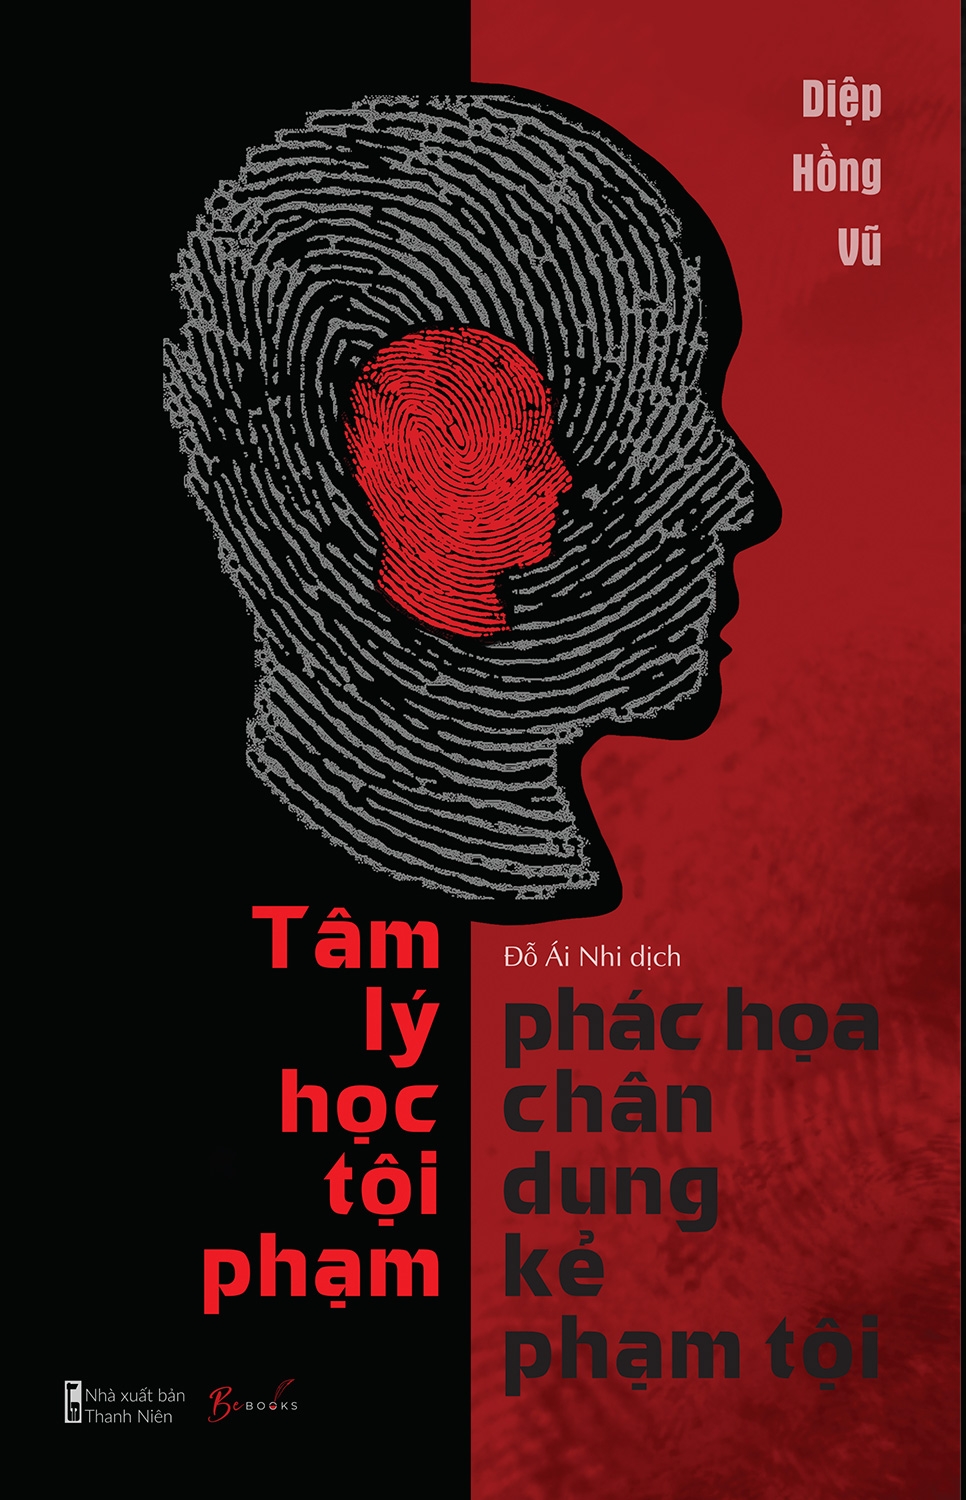 Diệp
Hồng
Vũ
Tâm
lý
học
tội
phạm
Đỗ Ái Nhi dịch
phác họa
chân
dung
kẻ
phạm tội
Nhà xuất bản
Thanh Niên
BeBOOKS